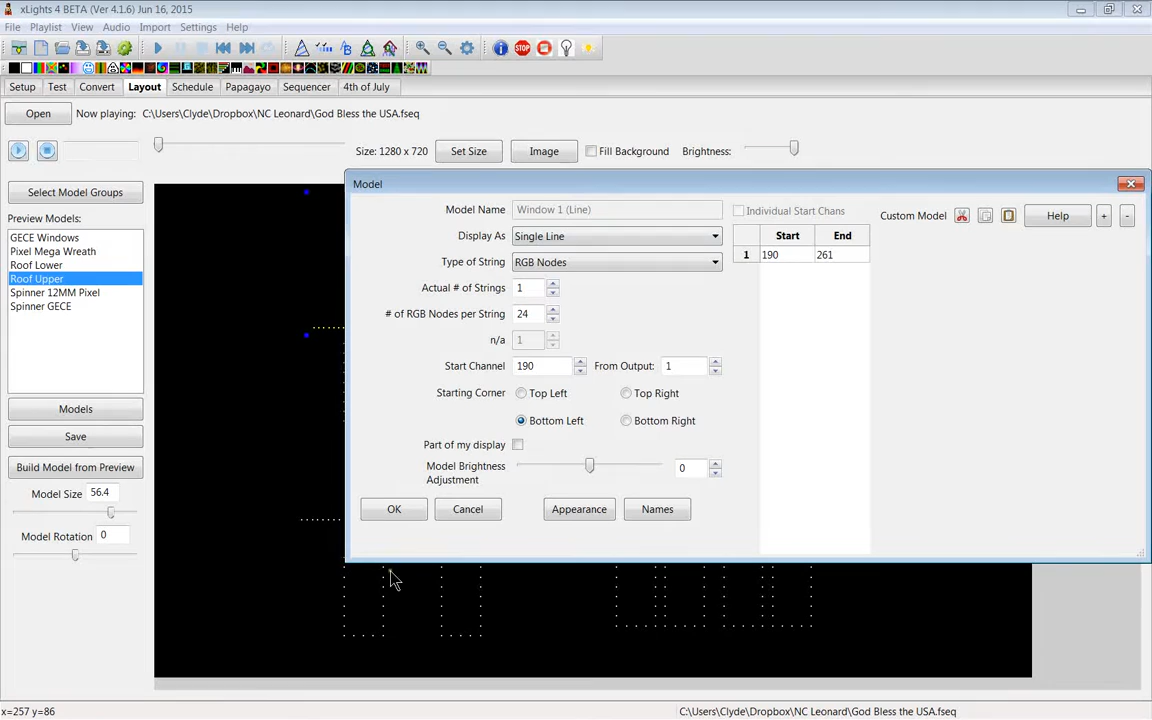 xLights 4 BETA (Ver 4.1.6) Jun 16, 2015
File Playlist View Audio Import Settings Help
Setup Test Convert Layout Schedule Papagayo Sequencer 4th of July
Open Now playing: C:\Users\Clyde\Dropbox\NC Leonard\God Bless the USA.fseq
Size: 1280 x 720 Set Size Image Fill Background Brightness:
Select Model Groups
Preview Models:
GECE Windows
Pixel Mega Wreath
Roof Lower
Roof Upper
Spinner 12MM Pixel
Spinner GECE
Models
Save
Build Model from Preview
Model Size 56.4
Model Rotation 0
Model
Model Name Window 1 (Line) Individual Start Chans Custom Model Help + -
Display As Single Line Start End
Type of String RGB Nodes 1 190 261
Actual # of Strings 1
# of RGB Nodes per String 24
n/a 1
Start Channel 190 From Output: 1
Starting Corner Top Left Top Right
Bottom Left Bottom Right
Part of my display
Model Brightness
Adjustment 0
OK Cancel Appearance Names
x=257 y=86 C:\Users\Clyde\Dropbox\NC Leonard\God Bless the USA.fseq